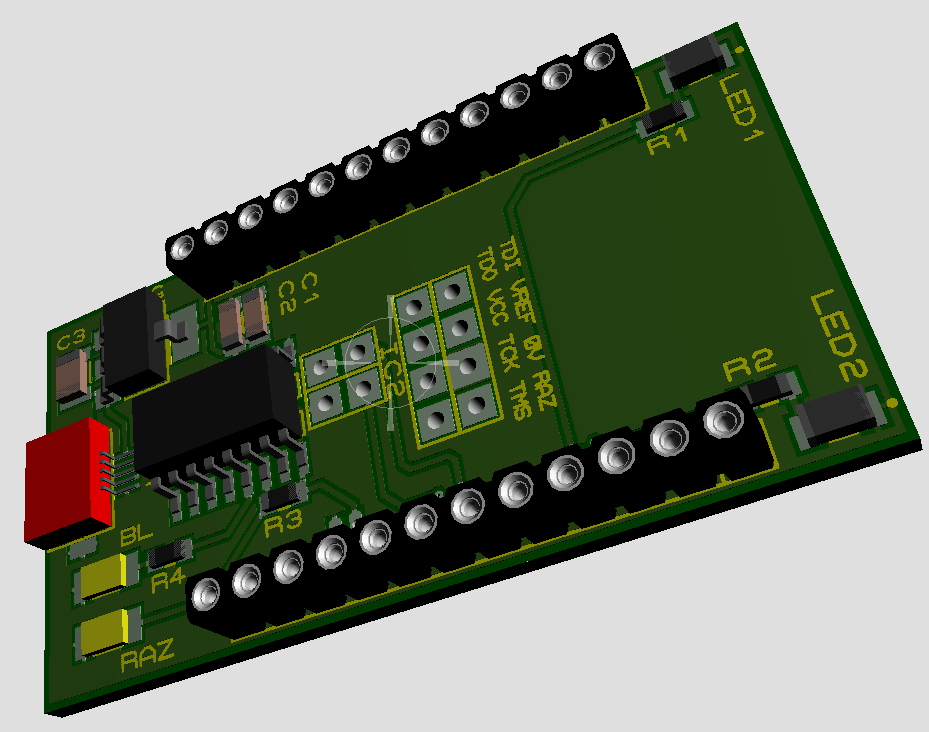 LED1
R1
C1
C2
C3
TDI VREF 0V RAZ
TDO VCC TCK TMS
IC2
LED2
R2
R3
BL
R4
RAZ